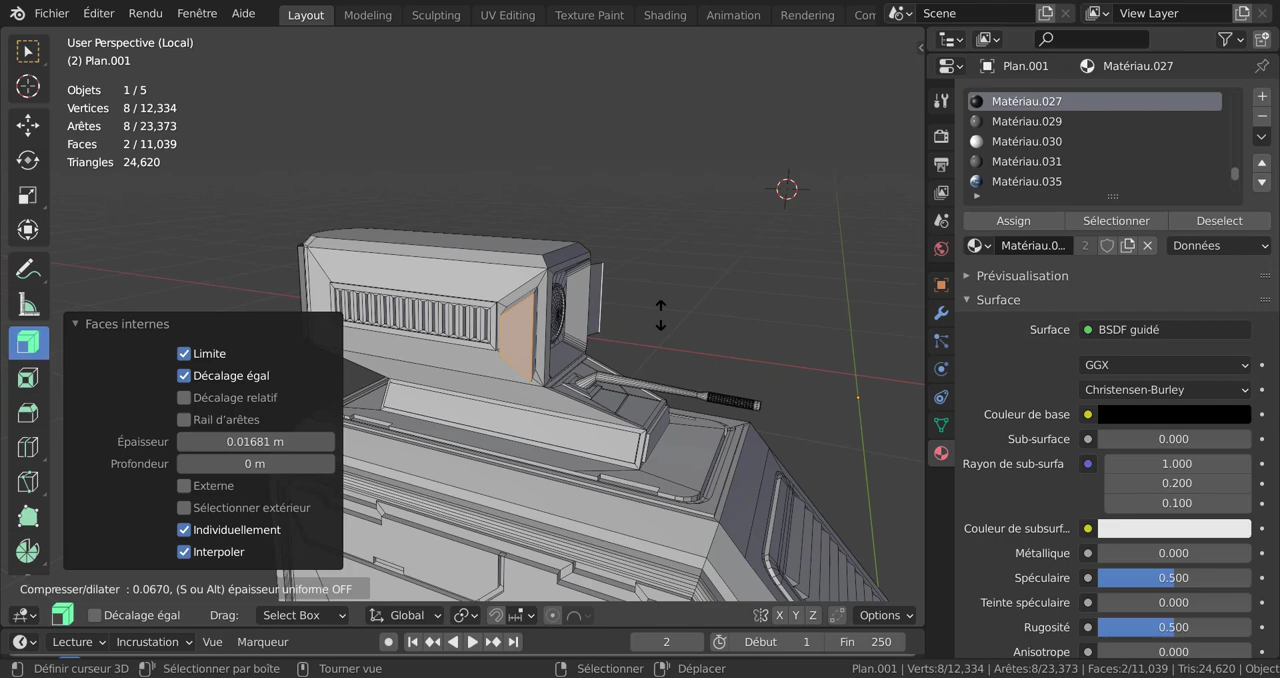 Fichier Éditer Rendu Fenêtre Aide Layout Modeling Sculpting UV Editing Texture Paint Shading Animation Rendering Com Scene View Layer
User Perspective (Local)
(2) Plan.001
Objets 1 / 5
Vertices 8 / 12,334
Arêtes 8 / 23,373
Faces 2 / 11,039
Triangles 24,620
Faces internes
Limite
Décalage égal
Décalage relatif
Rail d'arêtes
Épaisseur 0.01681 m
Profondeur 0 m
Externe
Sélectionner extérieur
Individuellement
Interpoler
Compresser/dilater : 0.0670, (S ou Alt) épaisseur uniforme OFF
Décalage égal Drag: Select Box Global X Y Z Options
Lecture Incrustation Vue Marqueur 2 Début 1 Fin 250
Définir curseur 3D Sélectionner par boîte Tourner vue Sélectionner Déplacer Plan.001 | Verts:8/12,334 | Arêtes:8/23,373 | Faces:2/11,039 | Tris:24,620 | Object
Plan.001 Matériau.027
Matériau.027
Matériau.029
Matériau.030
Matériau.031
Matériau.035
Assign Sélectionner Deselect
Matériau.0... 2 Données
Prévisualisation
Surface
Surface BSDF guidé
GGX
Christensen-Burley
Couleur de base
Sub-surface 0.000
Rayon de sub-surfa 1.000
0.200
0.100
Couleur de subsurf...
Métallique 0.000
Spéculaire 0.500
Teinte spéculaire 0.000
Rugosité 0.500
Anisotrope 0.000